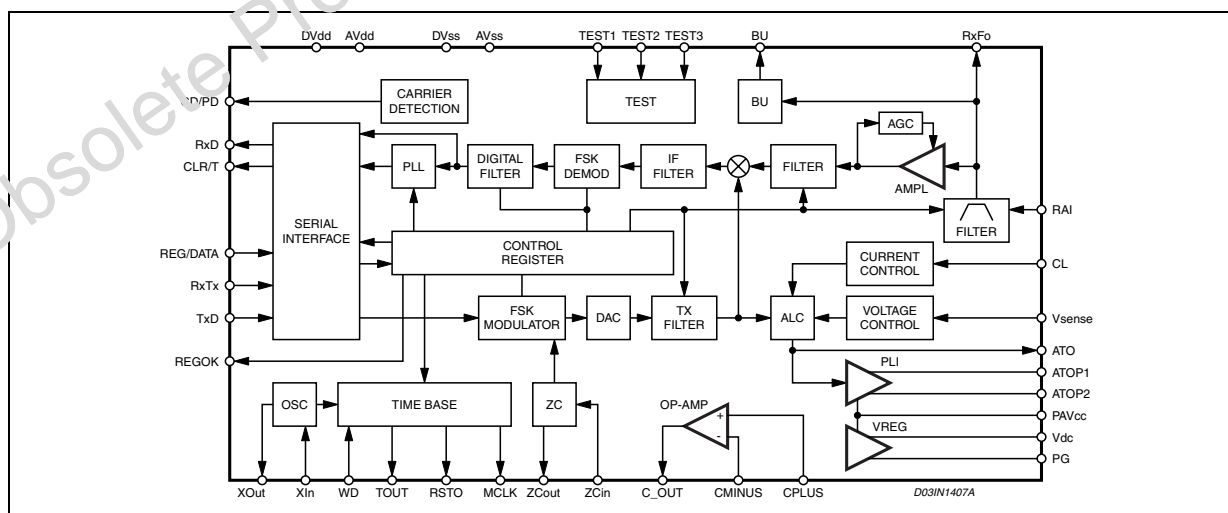 DVdd AVdd DVss AVss TEST1 TEST2 TEST3 BU RxFo
CARRIER
DETECTION
TEST
BU
AGC
RxD
CLR/T
SERIAL
INTERFACE
PLL
DIGITAL
FILTER
FSK
DEMOD
IF
FILTER
FILTER
AMPL
FILTER
RAI
REG/DATA
CONTROL
REGISTER
CURRENT
CONTROL
CL
RxTx
TxD
FSK
MODULATOR
DAC
TX
FILTER
ALC
VOLTAGE
CONTROL
Vsense
REGOK
ATO
PLI
ATOP1
ATOP2
OSC
TIME BASE
ZC
OP-AMP
+
-
PAVcc
VREG
Vdc
PG
XOut XIn WD TOUT RSTO MCLK ZCout ZCin C_OUT CMINUS CPLUS
D03IN1407A
Obsolete